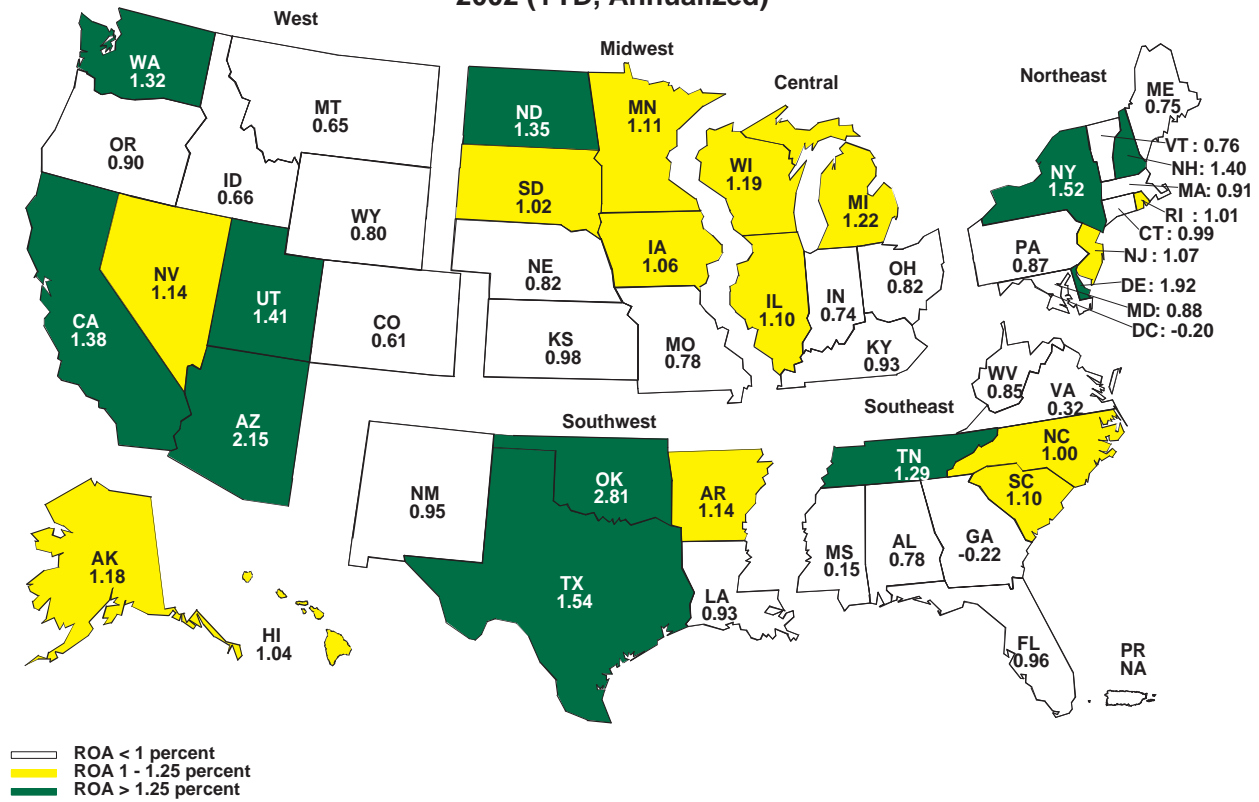 2002 (YTD, Annualized)
West
Midwest
Central
Northeast
WA
1.32
OR
0.90
MT
0.65
ID
0.66
WY
0.80
NV
1.14
UT
1.41
CA
1.38
CO
0.61
AZ
2.15
AK
1.18
HI
1.04
ND
1.35
MN
1.11
SD
1.02
IA
1.06
NE
0.82
KS
0.98
MO
0.78
WI
1.19
MI
1.22
IL
1.10
IN
0.74
OH
0.82
KY
0.93
ME
0.75
VT : 0.76
NH: 1.40
MA: 0.91
RI : 1.01
CT: 0.99
NJ : 1.07
DE: 1.92
MD: 0.88
DC: -0.20
NY
1.52
PA
0.87
Southwest
NM
0.95
OK
2.81
AR
1.14
TX
1.54
LA
0.93
Southeast
WV
0.85
VA
0.32
TN
1.29
NC
1.00
SC
1.10
MS
0.15
AL
0.78
GA
-0.22
FL
0.96
PR
NA
ROA < 1 percent
ROA 1 - 1.25 percent
ROA > 1.25 percent